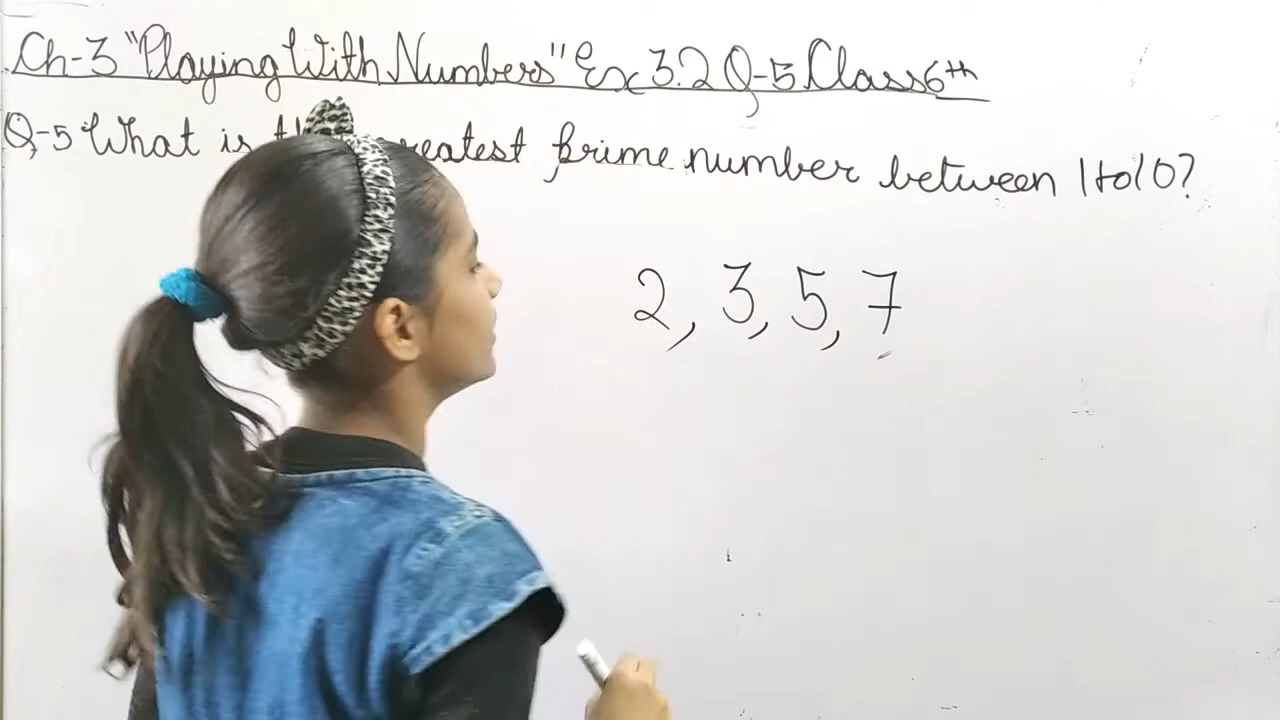 Ch-3 "Playing With Numbers" Ex 3.2 Q-5 Class 6th
Q-5 What is greatest prime number between 1 to 10?
2, 3, 5, 7